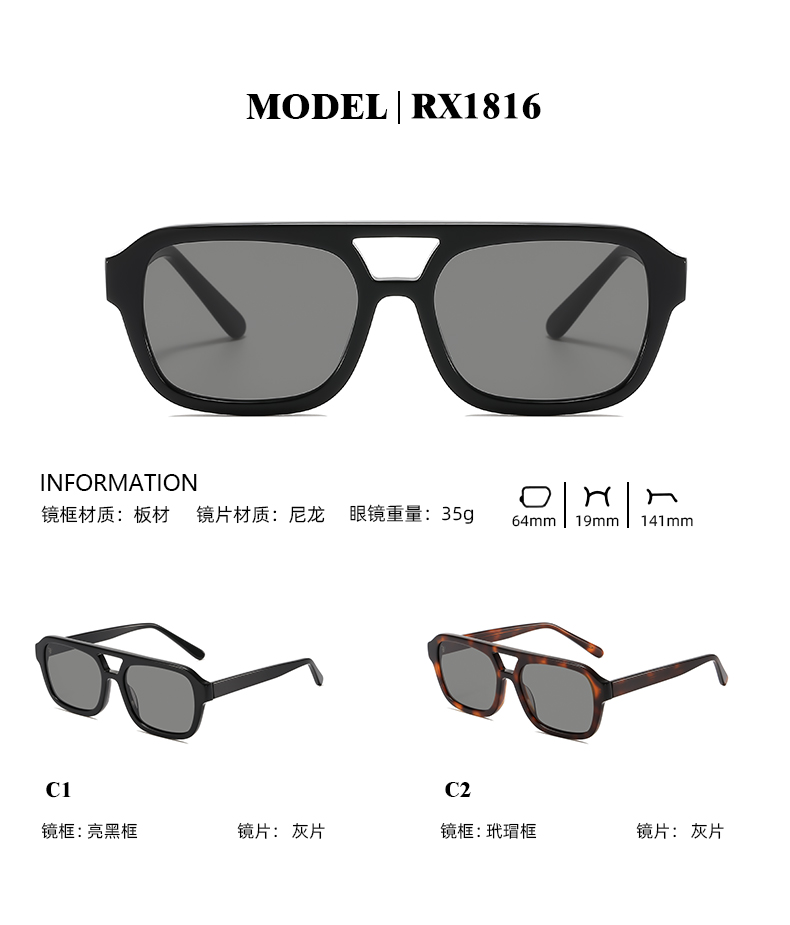 MODEL | RX1816
INFORMATION
镜框材质：板材 镜片材质：尼龙 眼镜重量：35g
64mm 19mm 141mm
C1
镜框：亮黑框 镜片： 灰片
C2
镜框：玳瑁框 镜片： 灰片